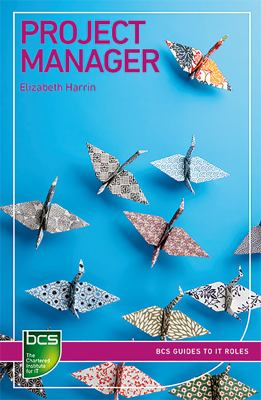 PROJECT
MANAGER
Elizabeth Harrin
bcs
The
Chartered
Institute
for IT
BCS GUIDES TO IT ROLES